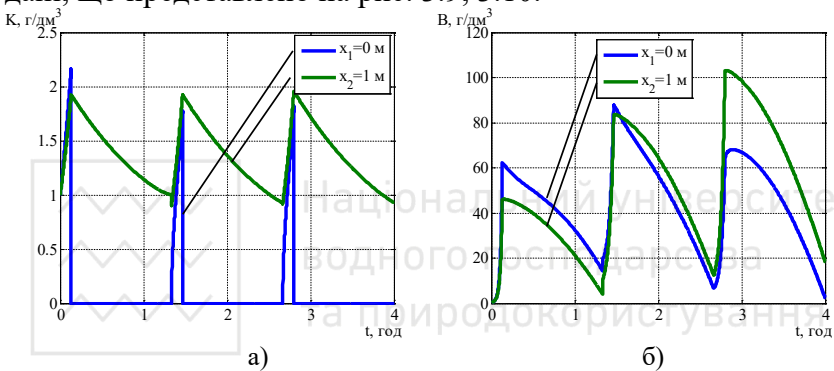 дані, що представлено на рис. 3.9, 3.10.
K, г/дм³
2.5
2
1.5
1
0.5
0
0 1 2 3 4
t, год
x₁=0 м
x₂=1 м
а)
B, г/дм³
120
100
80
60
40
20
0
0 1 2 3 4
t, год
x₁=0 м
x₂=1 м
б)
Національний університе
водного господарства
та природокористування